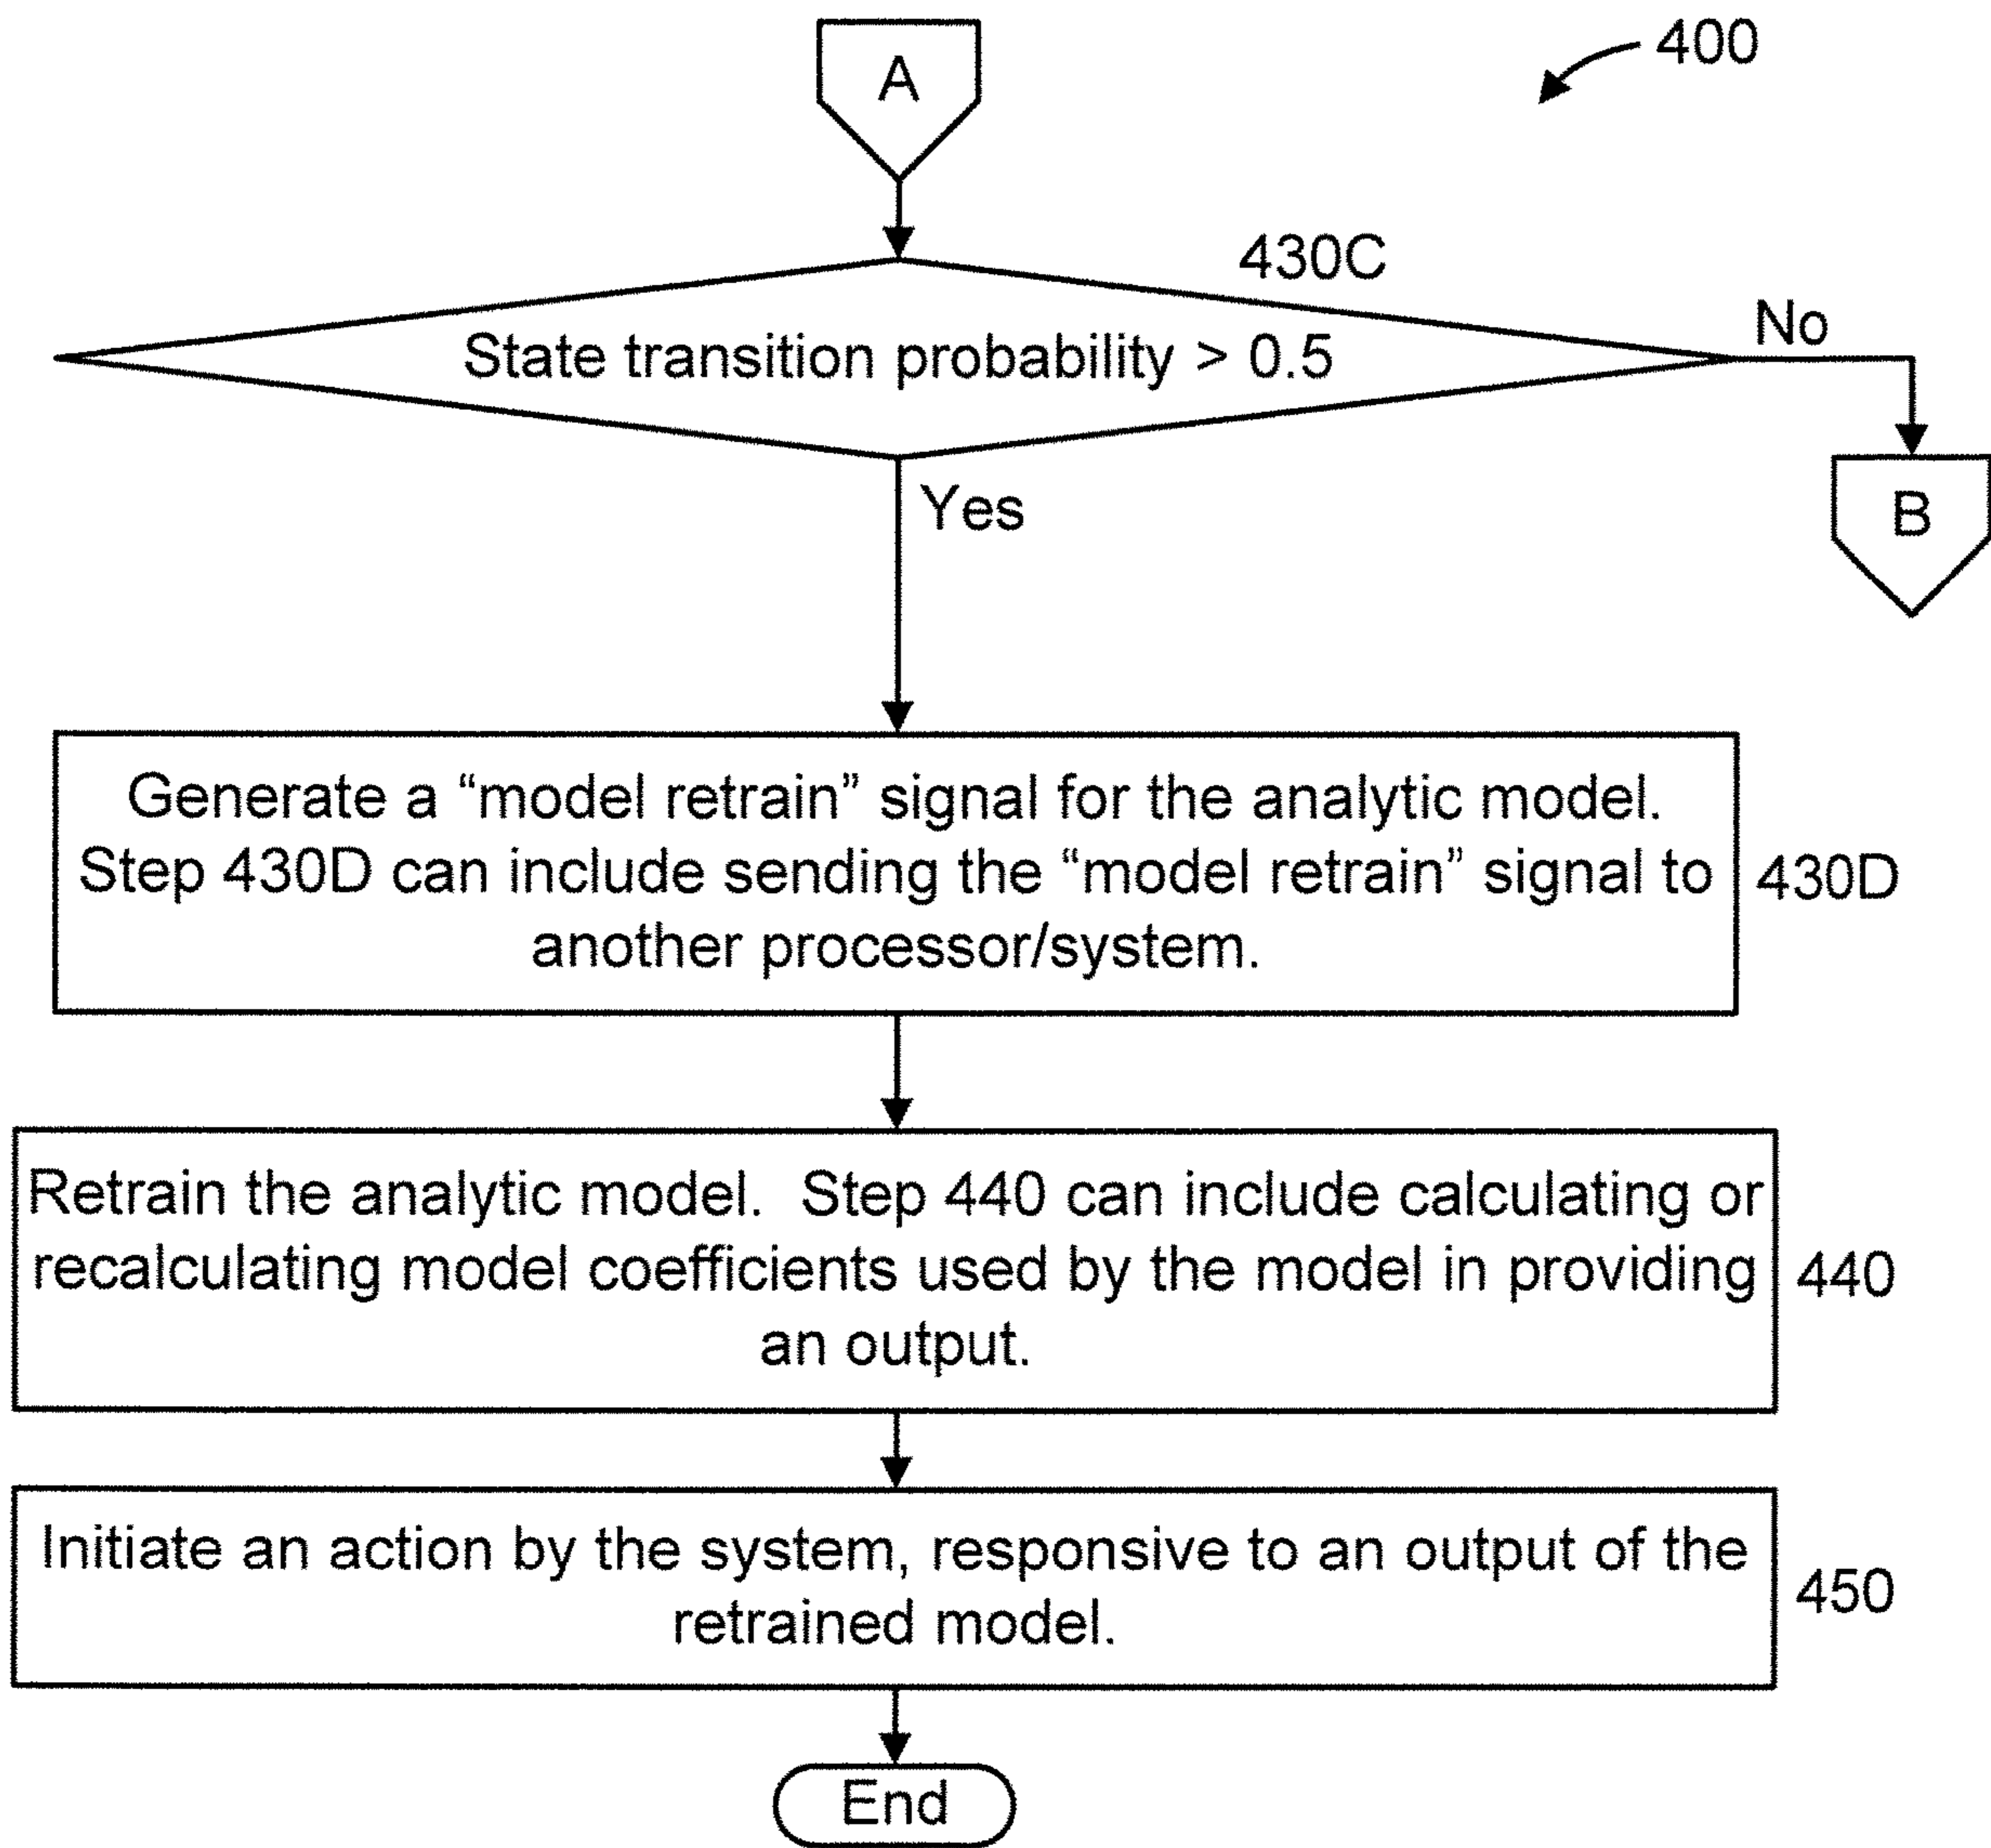 A
400
430C
State transition probability > 0.5
No
B
Yes
Generate a “model retrain” signal for the analytic model.
Step 430D can include sending the “model retrain” signal to
another processor/system.
430D
Retrain the analytic model.  Step 440 can include calculating or
recalculating model coefficients used by the model in providing
an output.
440
Initiate an action by the system, responsive to an output of the
retrained model.
450
End